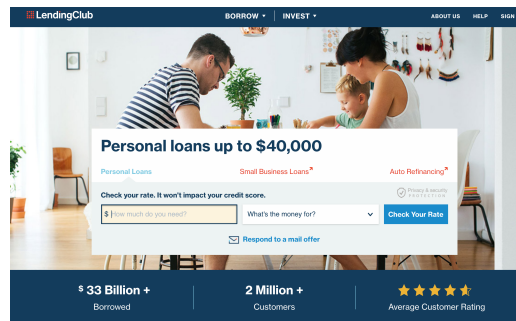 LendingClub
BORROW
INVEST
ABOUT US
HELP
SIGN
Personal loans up to $40,000
Personal Loans
Small Business Loans
Auto Refinancing
Check your rate. It won't impact your credit score.
Privacy & security
PROTECTION
$ How much do you need?
What's the money for?
Check Your Rate
Respond to a mail offer
$ 33 Billion +
Borrowed
2 Million +
Customers
Average Customer Rating